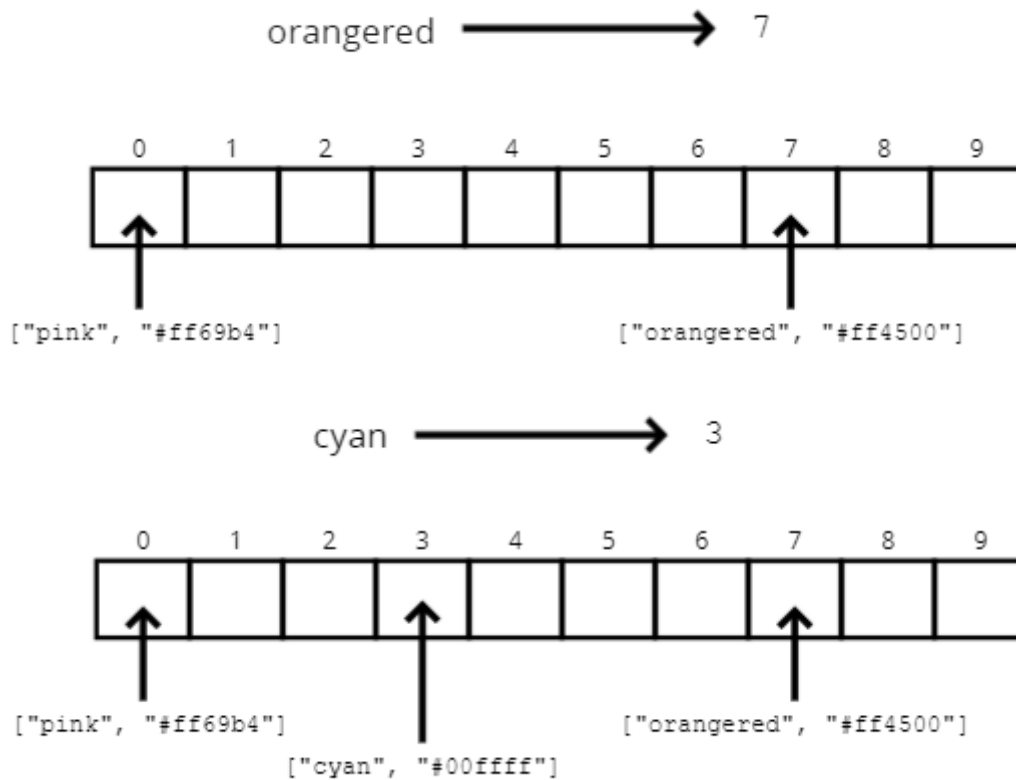 orangered 7
0 1 2 3 4 5 6 7 8 9
["pink", "#ff69b4"] ["orangered", "#ff4500"]
cyan 3
0 1 2 3 4 5 6 7 8 9
["pink", "#ff69b4"] ["orangered", "#ff4500"]
["cyan", "#00ffff"]